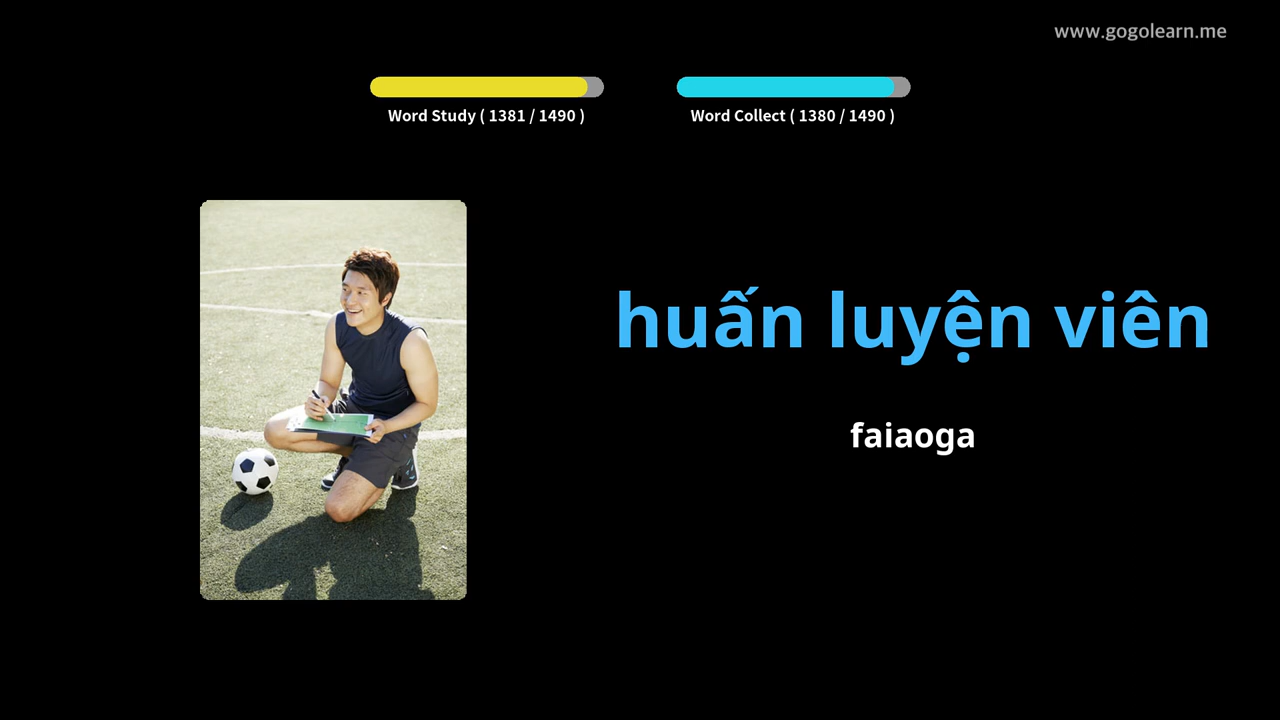 www.gogolearn.me
Word Study ( 1381 / 1490 )
Word Collect ( 1380 / 1490 )
huấn luyện viên
faiaoga